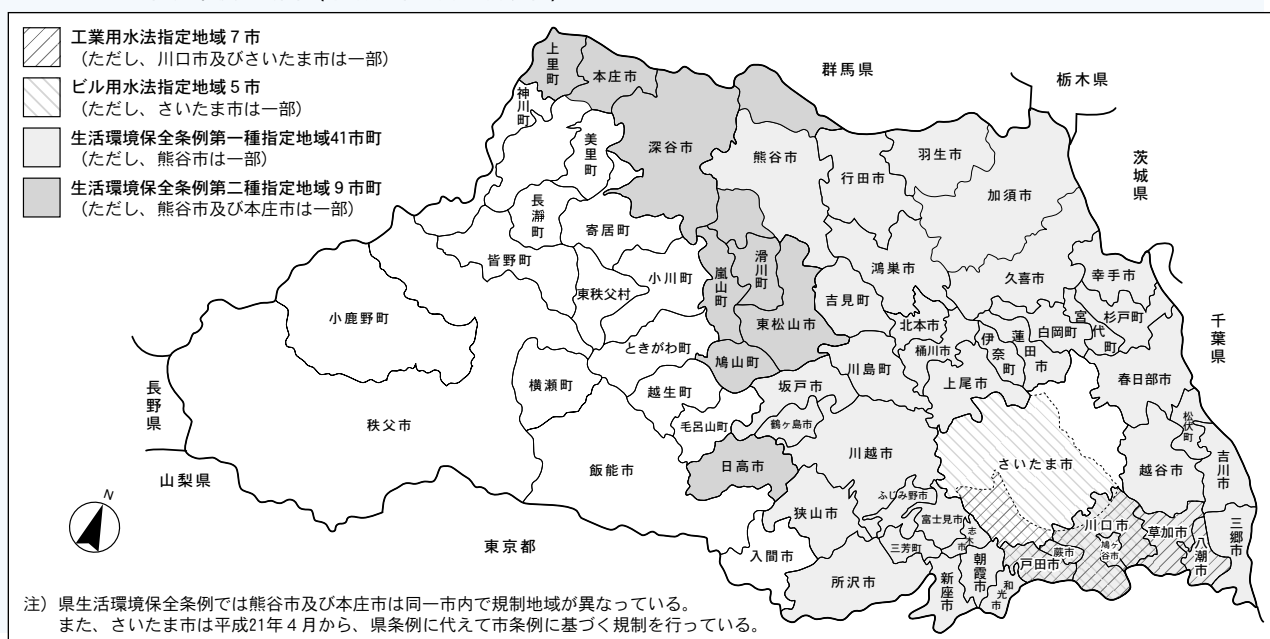 工業用水法指定地域７市
（ただし、川口市及びさいたま市は一部）
ビル用水法指定地域５市
（ただし、さいたま市は一部）
生活環境保全条例第一種指定地域41市町
（ただし、熊谷市は一部）
生活環境保全条例第二種指定地域９市町
（ただし、熊谷市及び本庄市は一部）
群馬県
栃木県
茨城県
千葉県
長野県
山梨県
東京都
上里町
本庄市
神川町
美里町
深谷市
熊谷市
行田市
羽生市
加須市
長瀞町
寄居町
皆野町
小鹿野町
東秩父村
小川町
嵐山町
滑川町
東松山市
吉見町
鴻巣市
久喜市
幸手市
北本市
桶川市
伊奈町
蓮田市
白岡町
宮代町
杉戸町
ときがわ町
鳩山町
川島町
上尾市
春日部市
横瀬町
越生町
坂戸市
秩父市
毛呂山町
鶴ヶ島市
松伏町
飯能市
日高市
川越市
さいたま市
越谷市
吉川市
狭山市
ふじみ野市
富士見市
志木市
川口市
草加市
三郷市
入間市
三芳町
朝霞市
戸田市
蕨市
鳩ヶ谷市
八潮市
所沢市
新座市
和光市
N
注）県生活環境保全条例では熊谷市及び本庄市は同一市内で規制地域が異なっている。
また、さいたま市は平成21年４月から、県条例に代えて市条例に基づく規制を行っている。